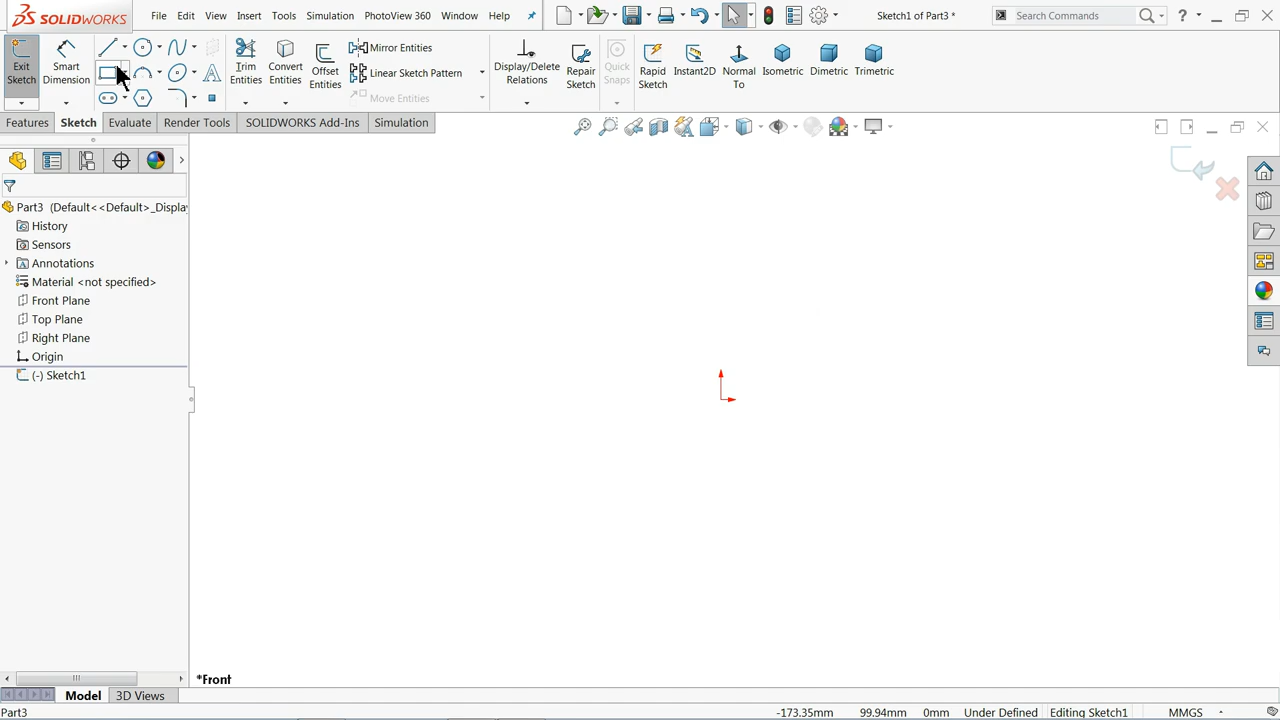 SOLIDWORKS File Edit View Insert Tools Simulation PhotoView 360 Window Help Sketch1 of Part3 * Search Commands
Exit Sketch
Smart Dimension
Trim Entities
Convert Entities
Offset Entities
Mirror Entities
Linear Sketch Pattern
Move Entities
Display/Delete Relations
Repair Sketch
Quick Snaps
Rapid Sketch
Instant2D
Normal To
Isometric
Dimetric
Trimetric
Features Sketch Evaluate Render Tools SOLIDWORKS Add-Ins Simulation
Part3 (Default<<Default>_Display
History
Sensors
Annotations
Material <not specified>
Front Plane
Top Plane
Right Plane
Origin
(-) Sketch1
*Front
Model 3D Views
Part3 -173.35mm 99.94mm 0mm Under Defined Editing Sketch1 MMGS